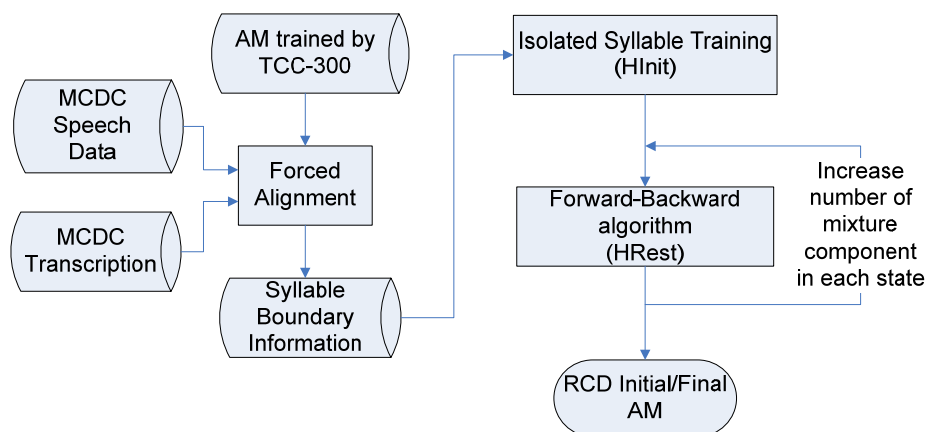 AM trained by
TCC-300
MCDC
Speech
Data
Forced
Alignment
MCDC
Transcription
Syllable
Boundary
Information
Isolated Syllable Training
(HInit)
Forward-Backward
algorithm
(HRest)
Increase
number of
mixture
component
in each state
RCD Initial/Final
AM